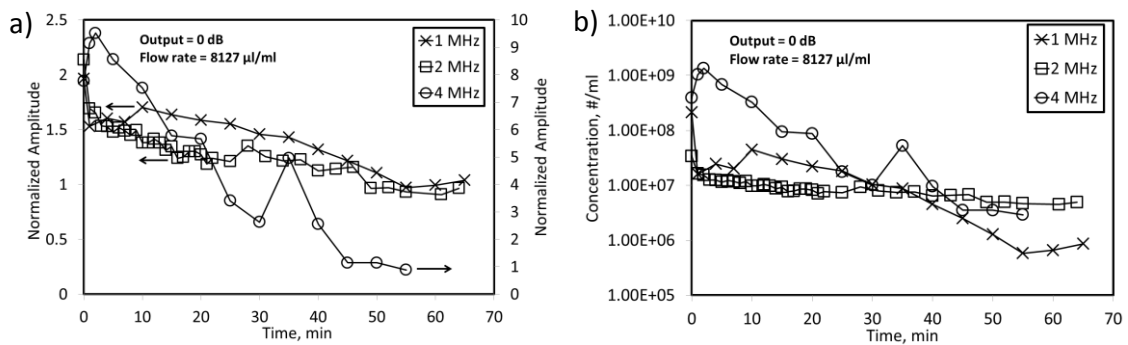 a)
Output = 0 dB
Flow rate = 8127 µl/ml
1 MHz
2 MHz
4 MHz
Normalized Amplitude
2.5
2
1.5
1
0.5
0
10
9
8
7
6
5
4
3
2
1
0
Normalized Amplitude
0 10 20 30 40 50 60 70
Time, min
b)
Output = 0 dB
Flow rate = 8127 µl/ml
1 MHz
2 MHz
4 MHz
Concentration, #/ml
1.00E+10
1.00E+09
1.00E+08
1.00E+07
1.00E+06
1.00E+05
0 10 20 30 40 50 60 70
Time, min